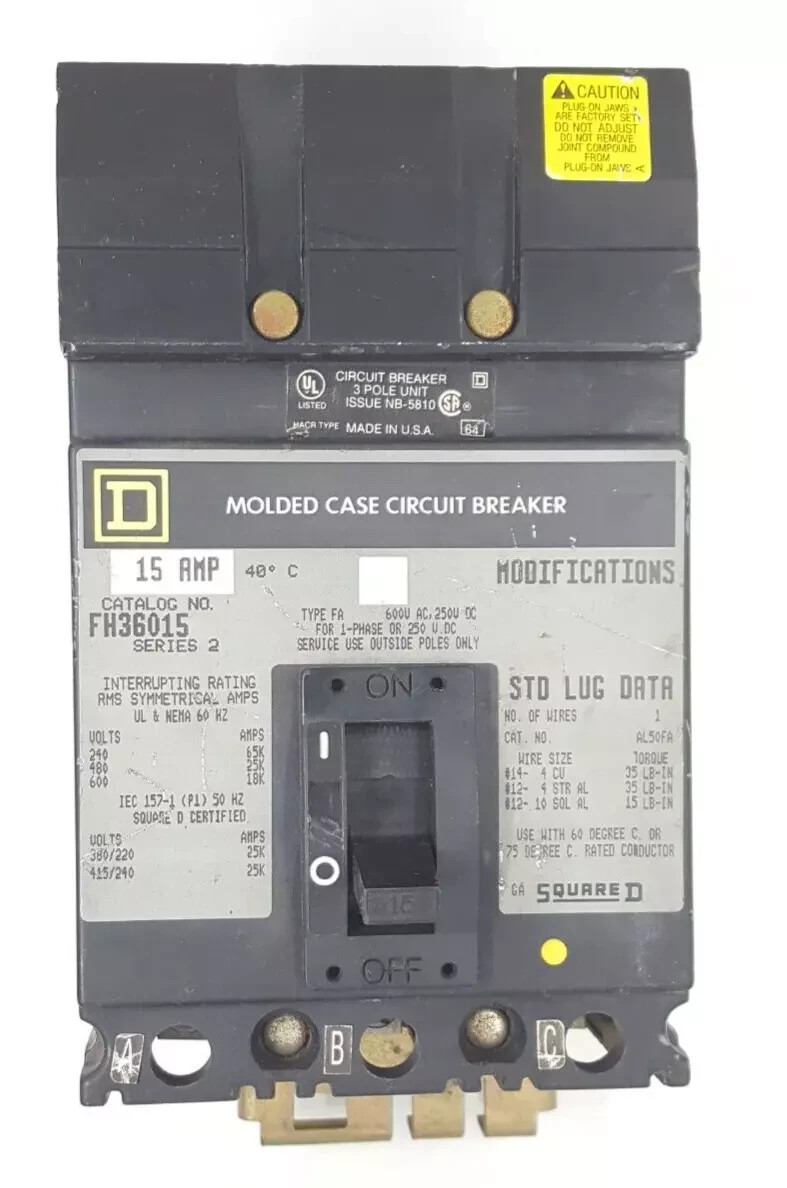 CAUTION
PLUG-ON JAWS
ARE FACTORY SET
DO NOT ADJUST
DO NOT REMOVE
JOINT COMPOUND
FROM
PLUG-ON JAWS A
UL
LISTED
CIRCUIT BREAKER
3 POLE UNIT
ISSUE NB-5810
SA
D
HACR TYPE MADE IN U.S.A. 64
D MOLDED CASE CIRCUIT BREAKER
15 AMP 40° C
CATALOG NO.
FH36015
SERIES 2
TYPE FA 600V AC,250V DC
FOR 1-PHASE OR 250 V.DC
SERVICE USE OUTSIDE POLES ONLY
MODIFICATIONS
INTERRUPTING RATING
RMS SYMMETRICAL AMPS
UL & NEMA 60 HZ
VOLTS AMPS
240 65K
480 25K
600 18K
IEC 157-1 (P1) 50 HZ
SQUARE D CERTIFIED
VOLTS AMPS
380/220 25K
415/240 25K
ON
I
O
15
OFF
STD LUG DATA
NO. OF WIRES 1
CAT. NO. AL50FA
WIRE SIZE TORQUE
#14- 4 CU 35 LB-IN
#12- 4 STR AL 35 LB-IN
#12- 10 SOL AL 15 LB-IN
USE WITH 60 DEGREE C. OR
75 DEGREE C. RATED CONDUCTOR
GA SQUARE D
A B C